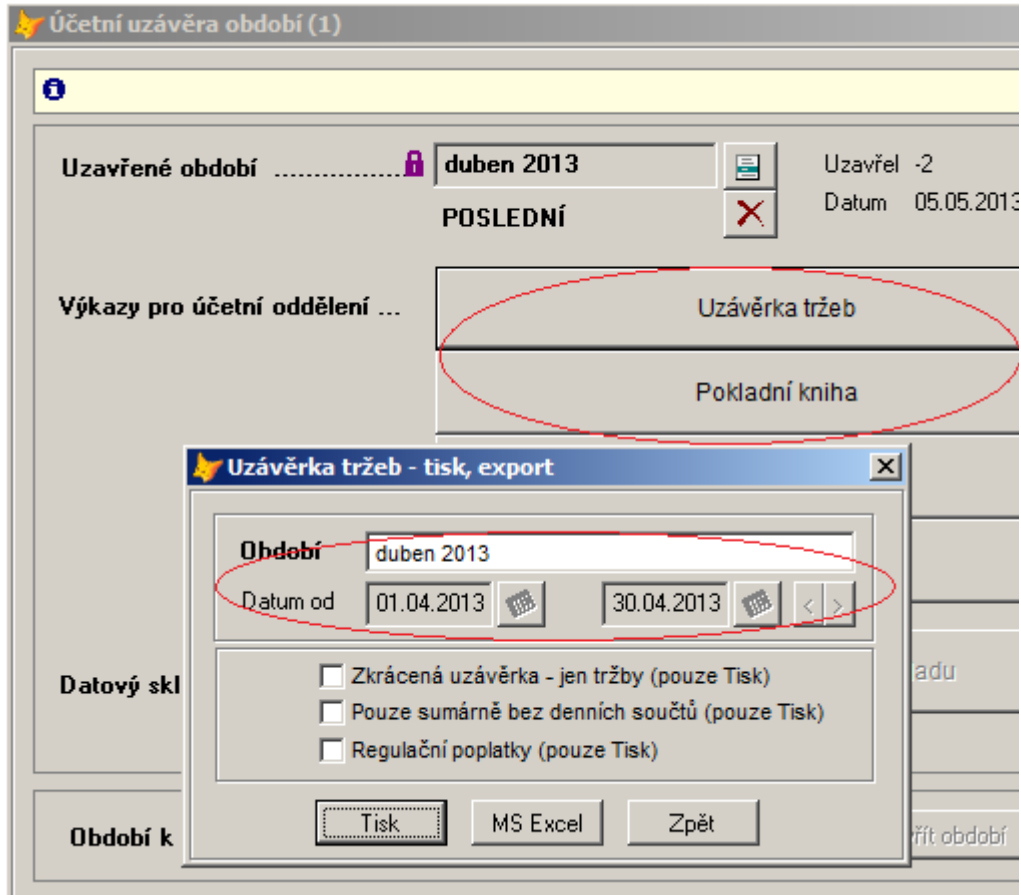 Účetní uzávěra období (1)
Uzavřené období ................. duben 2013 Uzavřel -2
POSLEDNÍ Datum 05.05.2013
Výkazy pro účetní oddělení ... Uzávěrka tržeb
Pokladní kniha
Uzávěrka tržeb - tisk, export
Období duben 2013
Datum od 01.04.2013 30.04.2013 < >
Zkrácená uzávěrka - jen tržby (pouze Tisk)
Datový skl adu
Pouze sumárně bez denních součtů (pouze Tisk)
Regulační poplatky (pouze Tisk)
Tisk MS Excel Zpět
Období k řít období